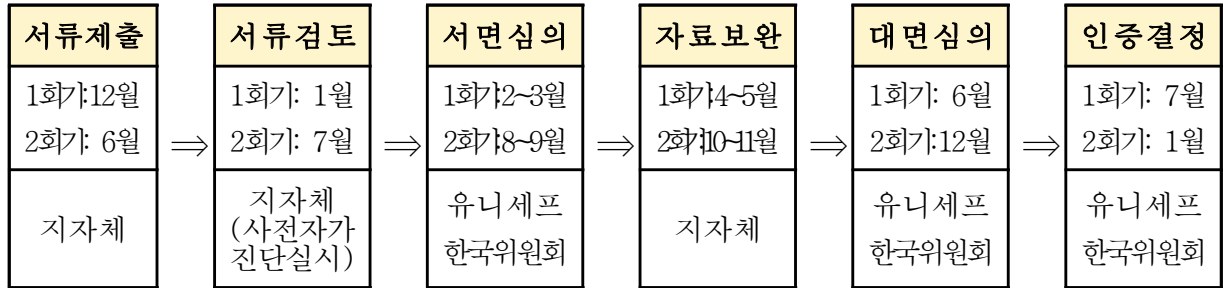 서류제출
1회기:12월
2회기: 6월
지자체
⇒
서류검토
1회기: 1월
2회기: 7월
지자체
(사전자가
진단실시)
⇒
서면심의
1회기:2~3월
2회기:8~9월
유니세프
한국위원회
⇒
자료보완
1회기:4~5월
2회기:10~11월
지자체
⇒
대면심의
1회기: 6월
2회기:12월
유니세프
한국위원회
⇒
인증결정
1회기: 7월
2회기: 1월
유니세프
한국위원회